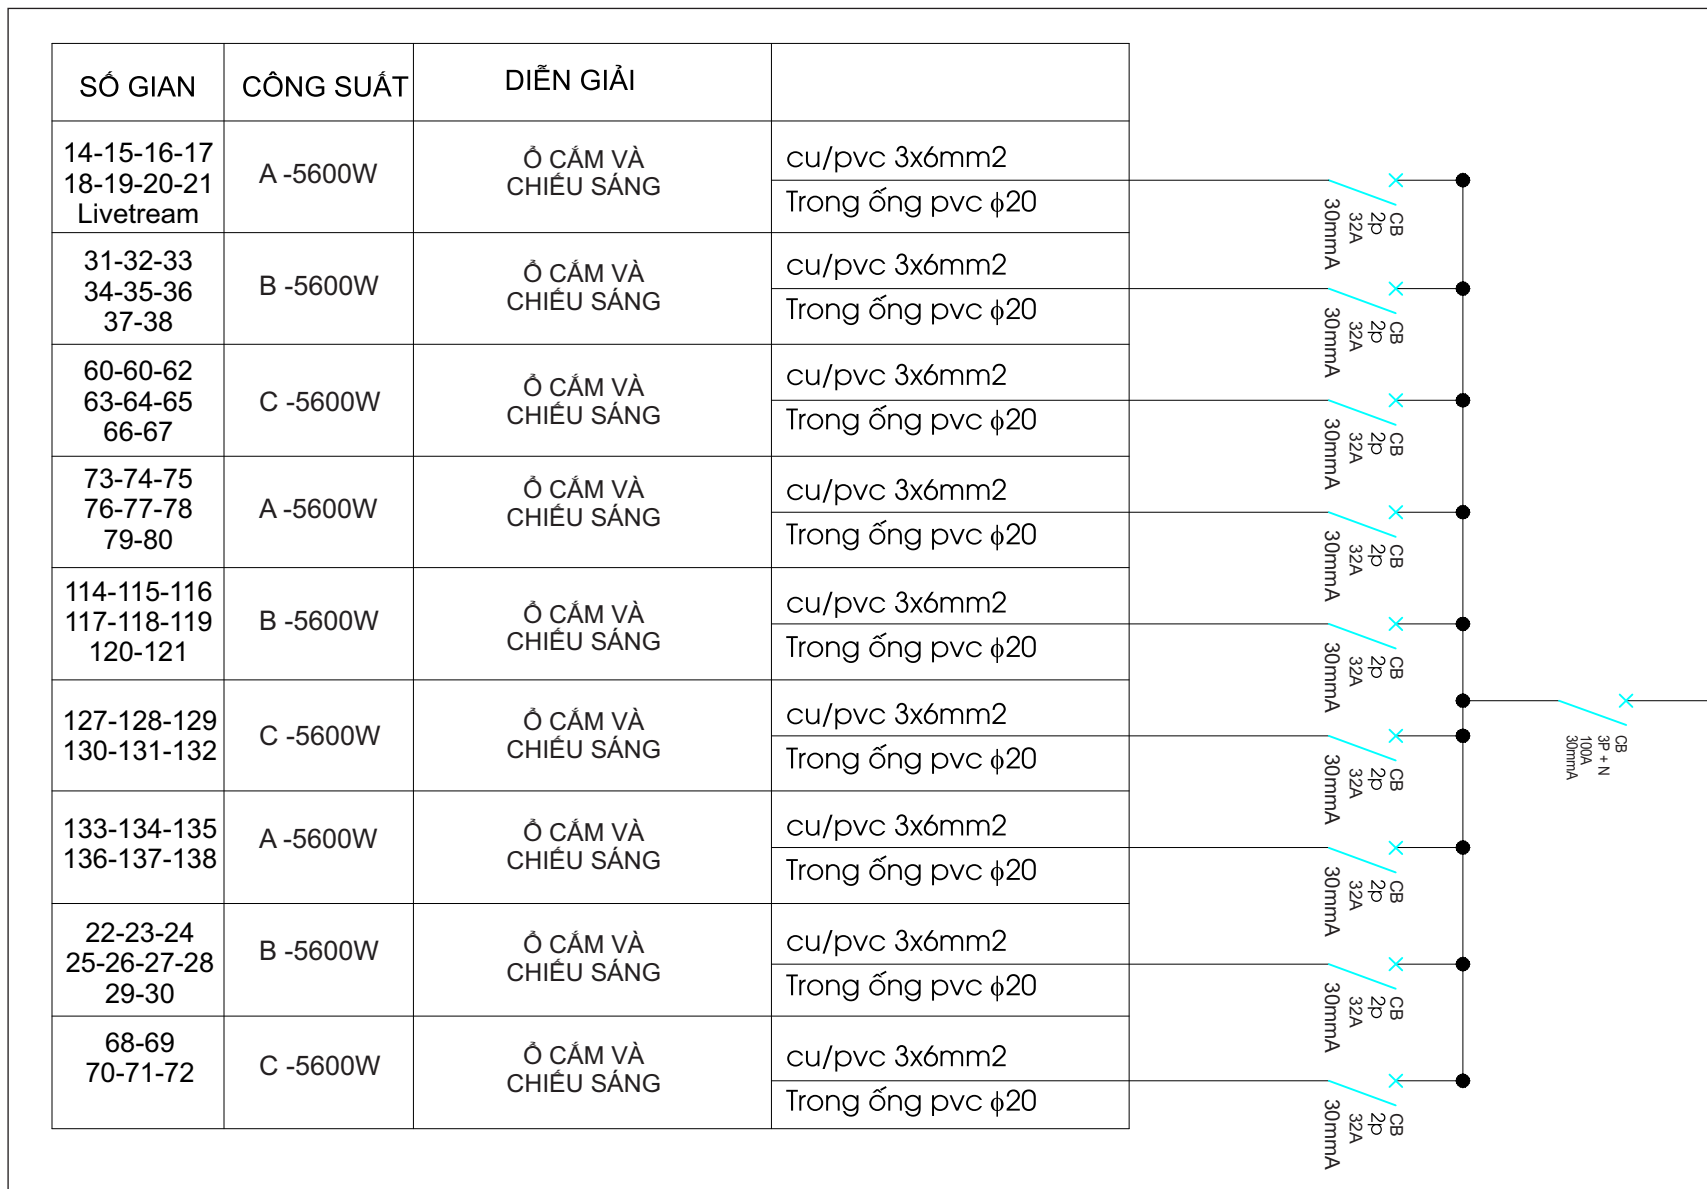 SỐ GIAN CÔNG SUẤT DIỄN GIẢI
14-15-16-17
18-19-20-21
Livetream
A -5600W
Ổ CẮM VÀ
CHIẾU SÁNG
cu/pvc 3x6mm2
Trong ống pvc ϕ20
CB
2p
32A
30mmA
31-32-33
34-35-36
37-38
B -5600W
Ổ CẮM VÀ
CHIẾU SÁNG
cu/pvc 3x6mm2
Trong ống pvc ϕ20
CB
2p
32A
30mmA
60-60-62
63-64-65
66-67
C -5600W
Ổ CẮM VÀ
CHIẾU SÁNG
cu/pvc 3x6mm2
Trong ống pvc ϕ20
CB
2p
32A
30mmA
73-74-75
76-77-78
79-80
A -5600W
Ổ CẮM VÀ
CHIẾU SÁNG
cu/pvc 3x6mm2
Trong ống pvc ϕ20
CB
2p
32A
30mmA
114-115-116
117-118-119
120-121
B -5600W
Ổ CẮM VÀ
CHIẾU SÁNG
cu/pvc 3x6mm2
Trong ống pvc ϕ20
CB
2p
32A
30mmA
127-128-129
130-131-132
C -5600W
Ổ CẮM VÀ
CHIẾU SÁNG
cu/pvc 3x6mm2
Trong ống pvc ϕ20
CB
2p
32A
30mmA
CB
3P + N
100A
30mmA
133-134-135
136-137-138
A -5600W
Ổ CẮM VÀ
CHIẾU SÁNG
cu/pvc 3x6mm2
Trong ống pvc ϕ20
CB
2p
32A
30mmA
22-23-24
25-26-27-28
29-30
B -5600W
Ổ CẮM VÀ
CHIẾU SÁNG
cu/pvc 3x6mm2
Trong ống pvc ϕ20
CB
2p
32A
30mmA
68-69
70-71-72
C -5600W
Ổ CẮM VÀ
CHIẾU SÁNG
cu/pvc 3x6mm2
Trong ống pvc ϕ20
CB
2p
32A
30mmA